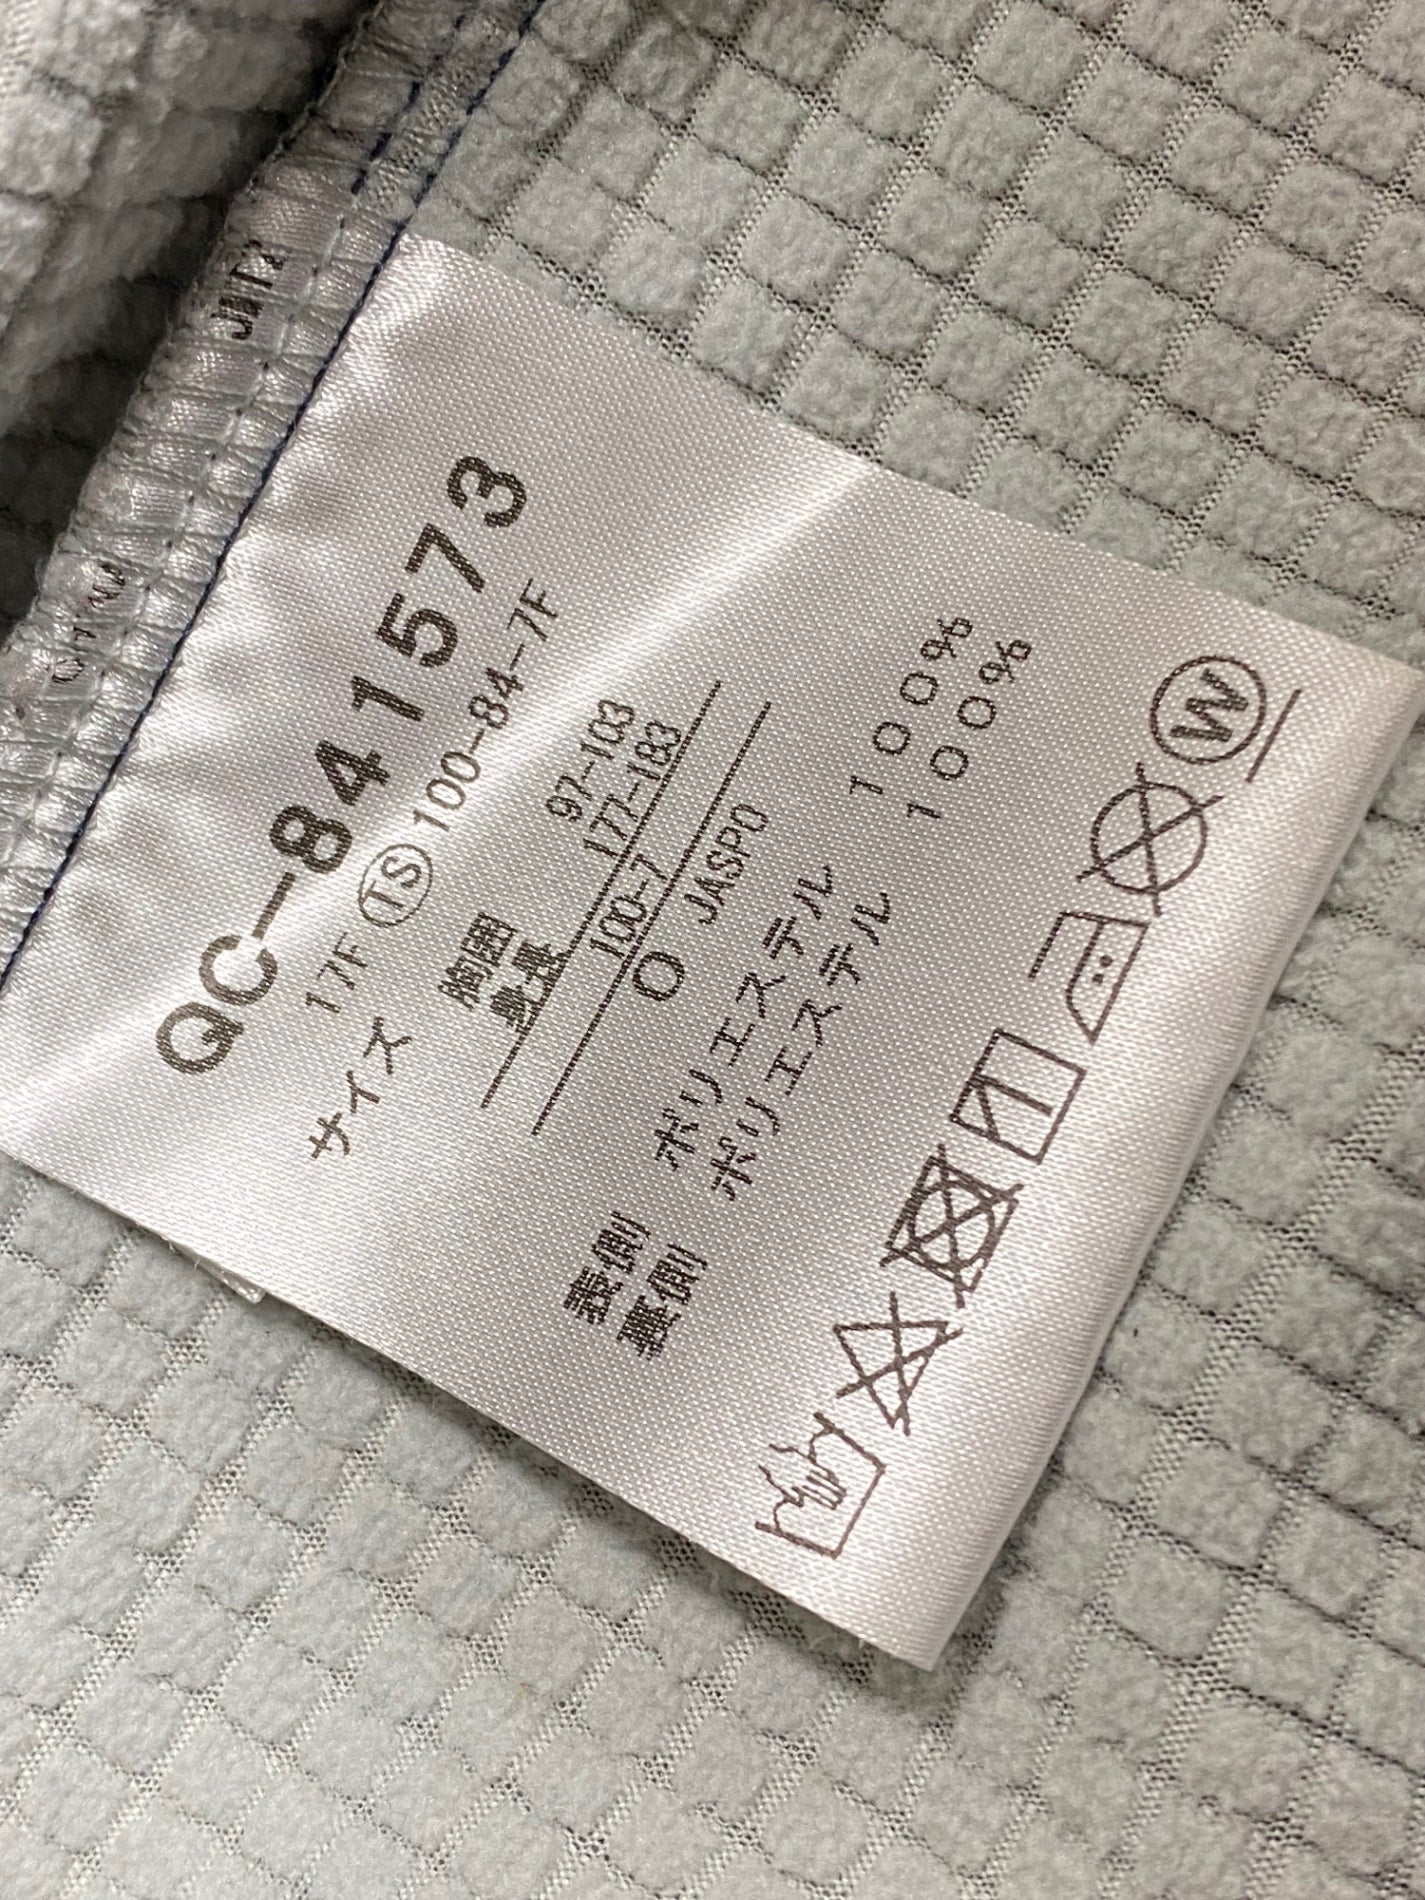 QC-841573
17F TS 100-84-7F
サイズ
胸囲 97-103
身長 177-183
100-7
O JASPO
表側 ポリエステル 100%
裏側 ポリエステル 100%
W